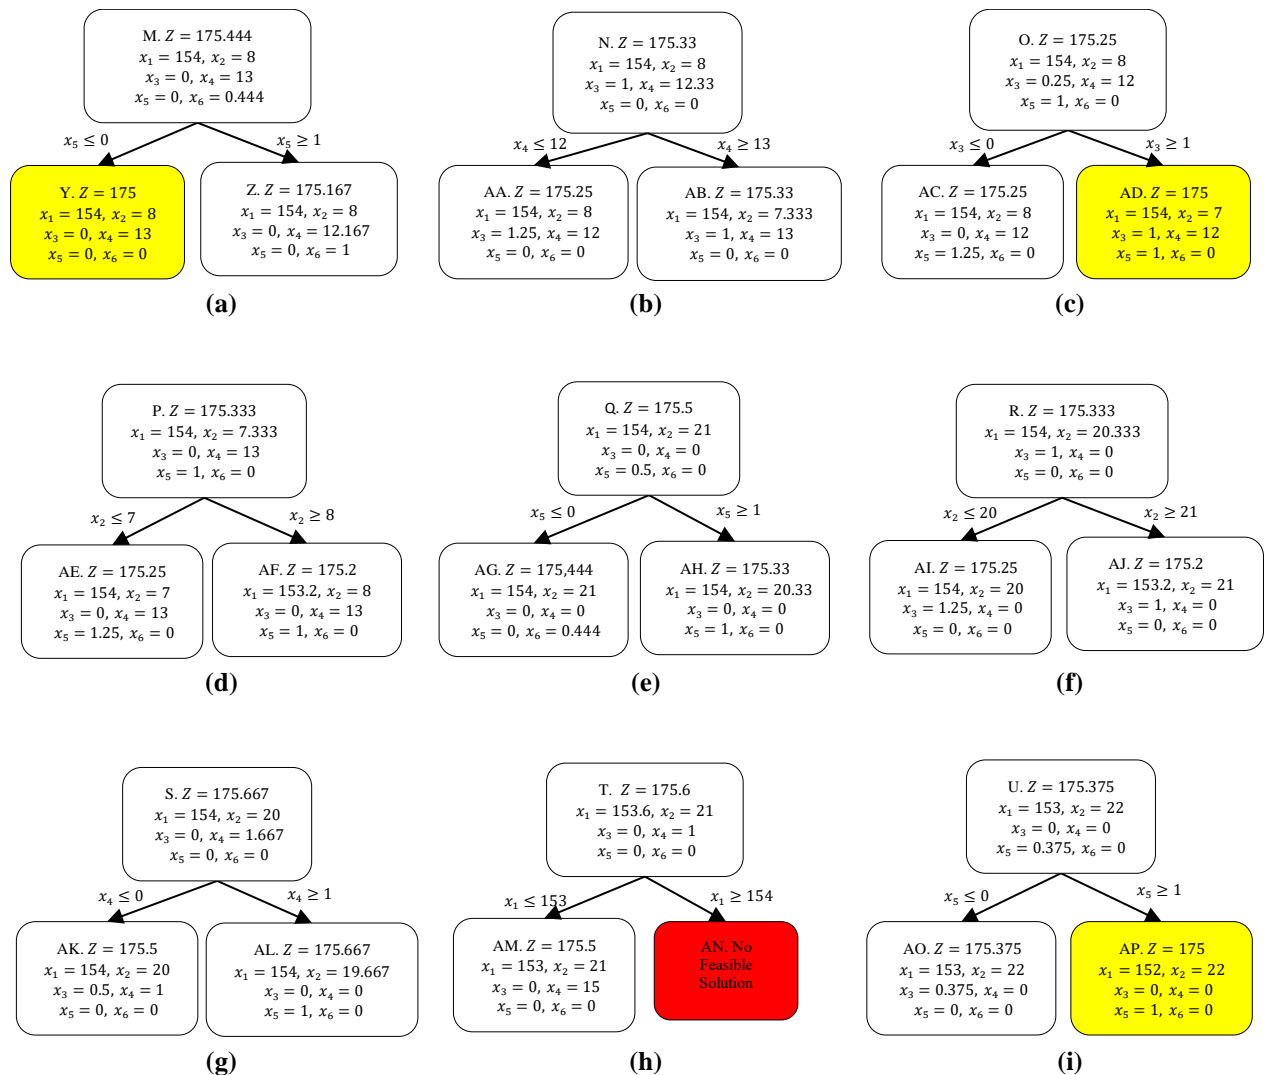 M. Z = 175.444
x₁ = 154, x₂ = 8
x₃ = 0, x₄ = 13
x₅ = 0, x₆ = 0.444
x₅ ≤ 0
x₅ ≥ 1
Y. Z = 175
x₁ = 154, x₂ = 8
x₃ = 0, x₄ = 13
x₅ = 0, x₆ = 0
Z. Z = 175.167
x₁ = 154, x₂ = 8
x₃ = 0, x₄ = 12.167
x₅ = 0, x₆ = 1
(a)
N. Z = 175.33
x₁ = 154, x₂ = 8
x₃ = 1, x₄ = 12.33
x₅ = 0, x₆ = 0
x₄ ≤ 12
x₄ ≥ 13
AA. Z = 175.25
x₁ = 154, x₂ = 8
x₃ = 1.25, x₄ = 12
x₅ = 0, x₆ = 0
AB. Z = 175.33
x₁ = 154, x₂ = 7.333
x₃ = 1, x₄ = 13
x₅ = 0, x₆ = 0
(b)
O. Z = 175.25
x₁ = 154, x₂ = 8
x₃ = 0.25, x₄ = 12
x₅ = 1, x₆ = 0
x₃ ≤ 0
x₃ ≥ 1
AC. Z = 175.25
x₁ = 154, x₂ = 8
x₃ = 0, x₄ = 12
x₅ = 1.25, x₆ = 0
AD. Z = 175
x₁ = 154, x₂ = 7
x₃ = 1, x₄ = 12
x₅ = 1, x₆ = 0
(c)
P. Z = 175.333
x₁ = 154, x₂ = 7.333
x₃ = 0, x₄ = 13
x₅ = 1, x₆ = 0
x₂ ≤ 7
x₂ ≥ 8
AE. Z = 175.25
x₁ = 154, x₂ = 7
x₃ = 0, x₄ = 13
x₅ = 1.25, x₆ = 0
AF. Z = 175.2
x₁ = 153.2, x₂ = 8
x₃ = 0, x₄ = 13
x₅ = 1, x₆ = 0
(d)
Q. Z = 175.5
x₁ = 154, x₂ = 21
x₃ = 0, x₄ = 0
x₅ = 0.5, x₆ = 0
x₅ ≤ 0
x₅ ≥ 1
AG. Z = 175,444
x₁ = 154, x₂ = 21
x₃ = 0, x₄ = 0
x₅ = 0, x₆ = 0.444
AH. Z = 175.33
x₁ = 154, x₂ = 20.33
x₃ = 0, x₄ = 0
x₅ = 1, x₆ = 0
(e)
R. Z = 175.333
x₁ = 154, x₂ = 20.333
x₃ = 1, x₄ = 0
x₅ = 0, x₆ = 0
x₂ ≤ 20
x₂ ≥ 21
AI. Z = 175.25
x₁ = 154, x₂ = 20
x₃ = 1.25, x₄ = 0
x₅ = 0, x₆ = 0
AJ. Z = 175.2
x₁ = 153.2, x₂ = 21
x₃ = 1, x₄ = 0
x₅ = 0, x₆ = 0
(f)
S. Z = 175.667
x₁ = 154, x₂ = 20
x₃ = 0, x₄ = 1.667
x₅ = 0, x₆ = 0
x₄ ≤ 0
x₄ ≥ 1
AK. Z = 175.5
x₁ = 154, x₂ = 20
x₃ = 0.5, x₄ = 1
x₅ = 0, x₆ = 0
AL. Z = 175.667
x₁ = 154, x₂ = 19.667
x₃ = 0, x₄ = 0
x₅ = 1, x₆ = 0
(g)
T. Z = 175.6
x₁ = 153.6, x₂ = 21
x₃ = 0, x₄ = 1
x₅ = 0, x₆ = 0
x₁ ≤ 153
x₁ ≥ 154
AM. Z = 175.5
x₁ = 153, x₂ = 21
x₃ = 0, x₄ = 15
x₅ = 0, x₆ = 0
AN. No
Feasible
Solution
(h)
U. Z = 175.375
x₁ = 153, x₂ = 22
x₃ = 0, x₄ = 0
x₅ = 0.375, x₆ = 0
x₅ ≤ 0
x₅ ≥ 1
AO. Z = 175.375
x₁ = 153, x₂ = 22
x₃ = 0.375, x₄ = 0
x₅ = 0, x₆ = 0
AP. Z = 175
x₁ = 152, x₂ = 22
x₃ = 0, x₄ = 0
x₅ = 1, x₆ = 0
(i)